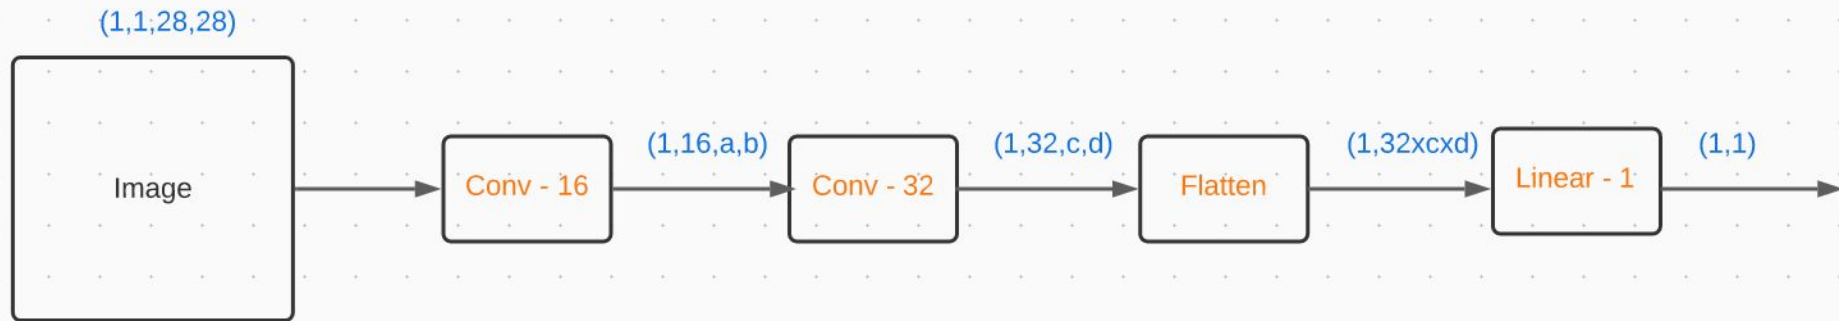 (1,1,28,28)
Image
Conv - 16
(1,16,a,b)
Conv - 32
(1,32,c,d)
Flatten
(1,32xcxd)
Linear - 1
(1,1)